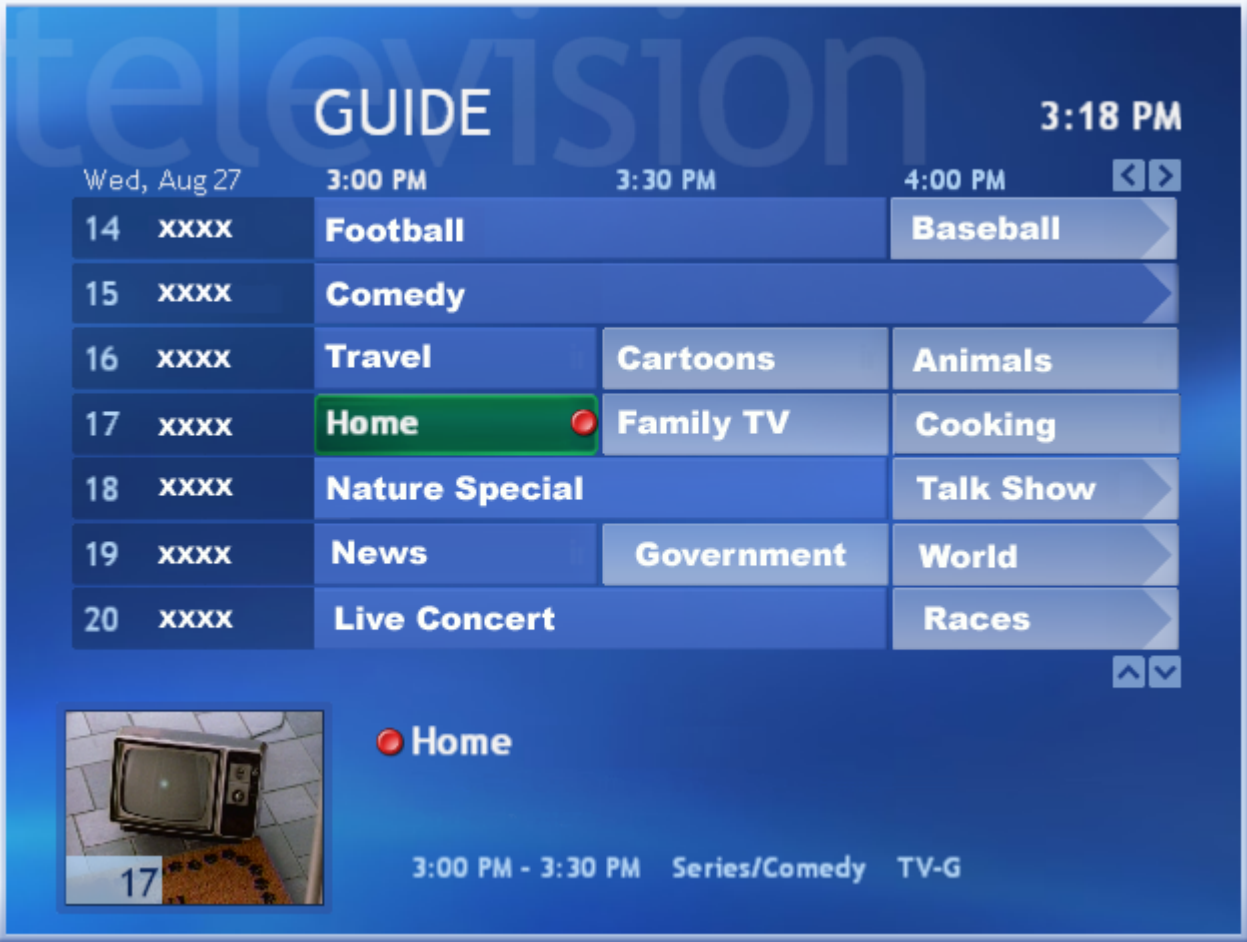 television
GUIDE
3:18 PM
Wed, Aug 27 3:00 PM 3:30 PM 4:00 PM
14 xxxx Football Baseball
15 xxxx Comedy
16 xxxx Travel Cartoons Animals
17 xxxx Home Family TV Cooking
18 xxxx Nature Special Talk Show
19 xxxx News Government World
20 xxxx Live Concert Races
Home
3:00 PM - 3:30 PM Series/Comedy TV-G
17